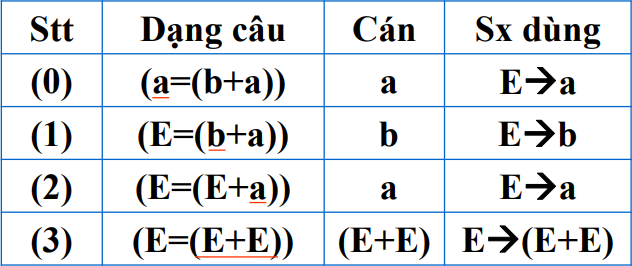 Stt Dạng câu Cán Sx dùng
(0) (a=(b+a)) a E→a
(1) (E=(b+a)) b E→b
(2) (E=(E+a)) a E→a
(3) (E=(E+E)) (E+E) E→(E+E)